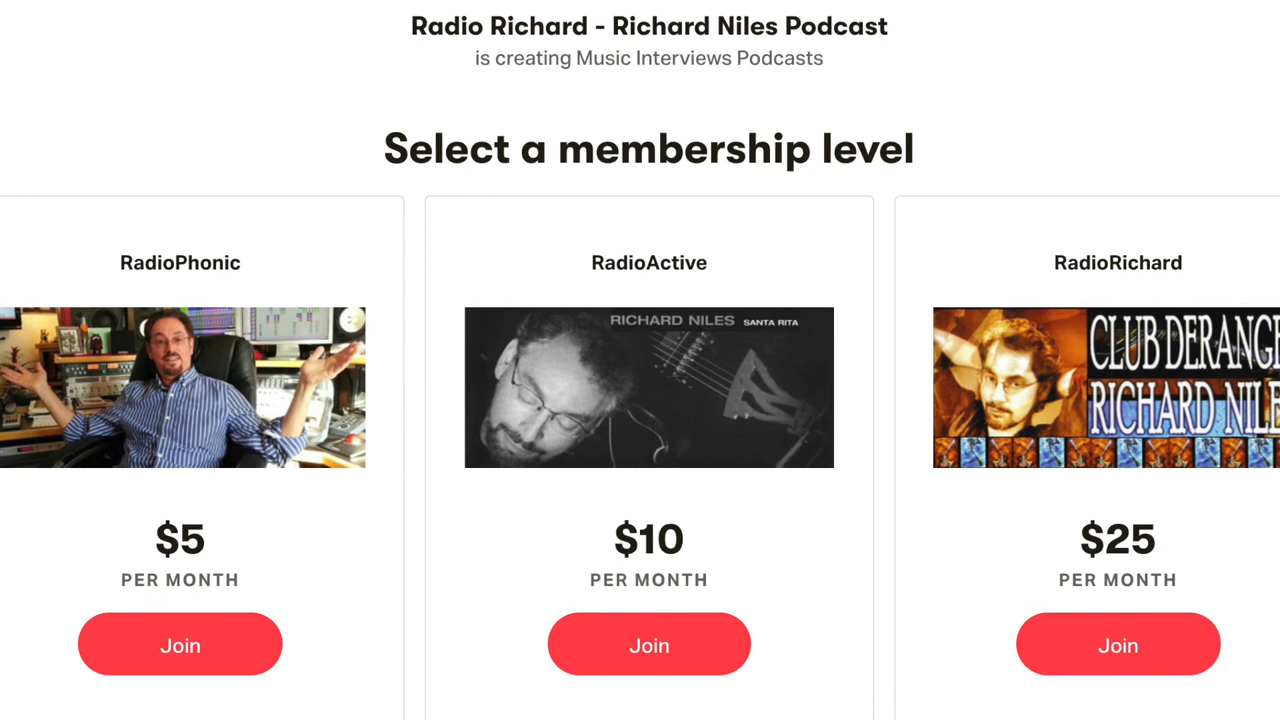 Radio Richard - Richard Niles Podcast
is creating Music Interviews Podcasts
Select a membership level
RadioPhonic
RadioActive
RadioRichard
RICHARD NILES SANTA RITA
CLUB DERANGE
RICHARD NILE
$5
PER MONTH
Join
$10
PER MONTH
Join
$25
PER MONTH
Join